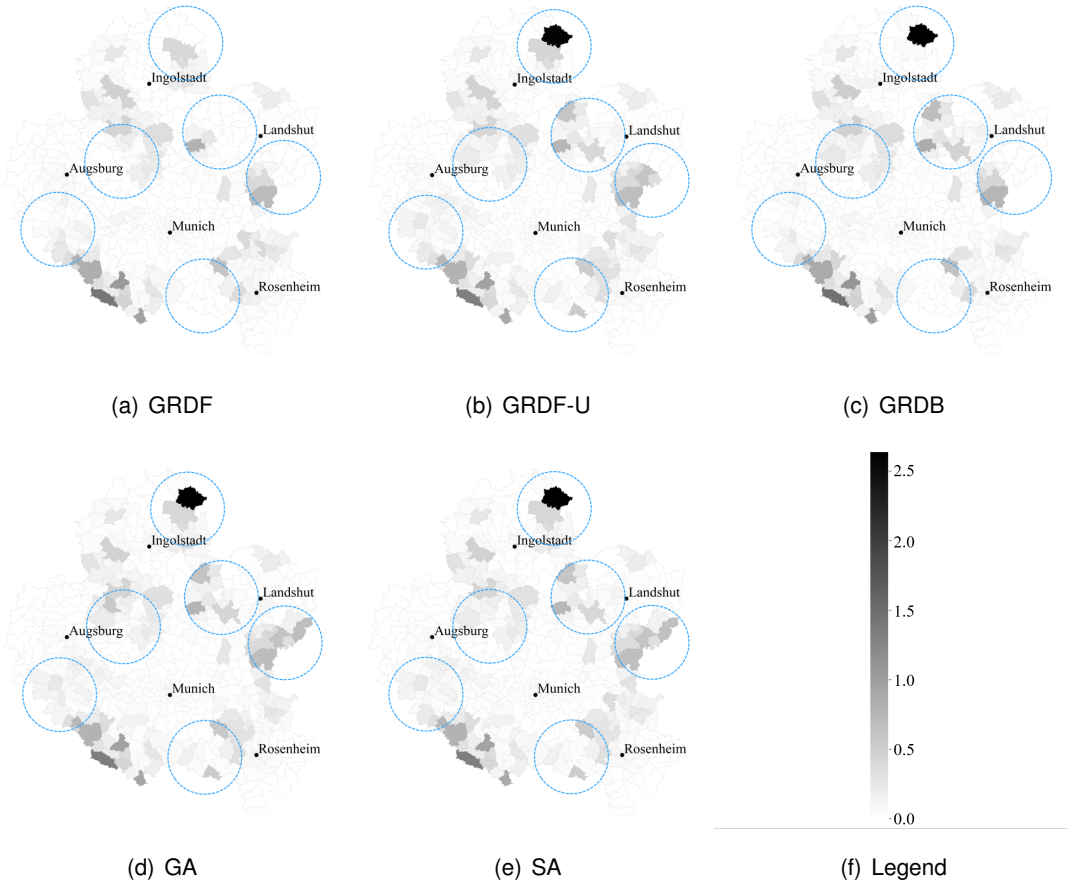 Ingolstadt
Landshut
Augsburg
Munich
Rosenheim
(a) GRDF
Ingolstadt
Landshut
Augsburg
Munich
Rosenheim
(b) GRDF-U
Ingolstadt
Landshut
Augsburg
Munich
Rosenheim
(c) GRDB
Ingolstadt
Landshut
Augsburg
Munich
Rosenheim
(d) GA
Ingolstadt
Landshut
Augsburg
Munich
Rosenheim
(e) SA
2.5
2.0
1.5
1.0
0.5
0.0
(f) Legend